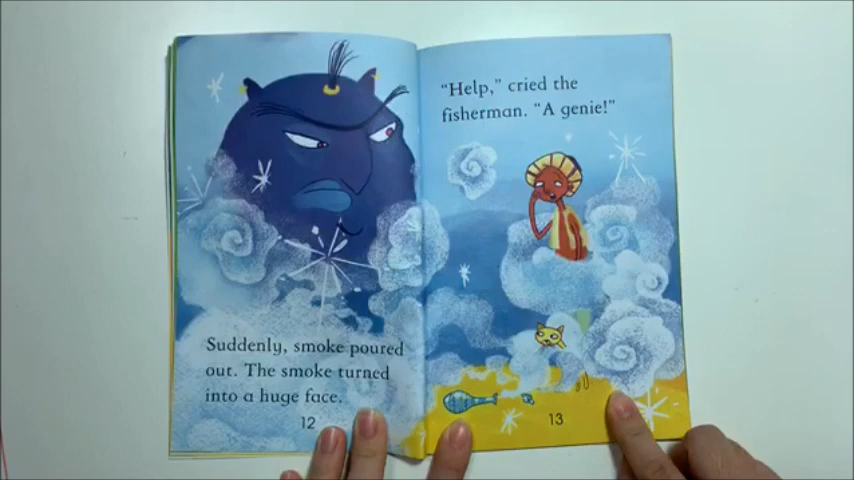 Suddenly, smoke poured
out. The smoke turned
into a huge face.
12
“Help,” cried the
fisherman. “A genie!”
13